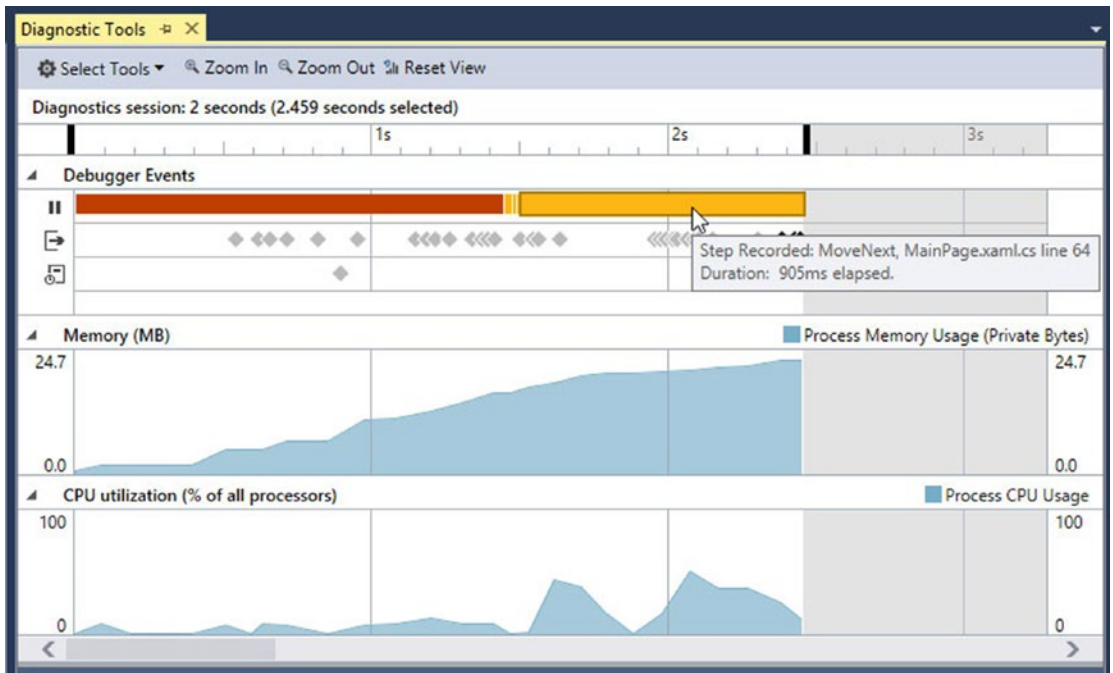 Diagnostic Tools
Select Tools Zoom In Zoom Out Reset View
Diagnostics session: 2 seconds (2.459 seconds selected)
1s 2s 3s
Debugger Events
Step Recorded: MoveNext, MainPage.xaml.cs line 64
Duration: 905ms elapsed.
Memory (MB) Process Memory Usage (Private Bytes)
24.7 24.7
0.0 0.0
CPU utilization (% of all processors) Process CPU Usage
100 100
0 0